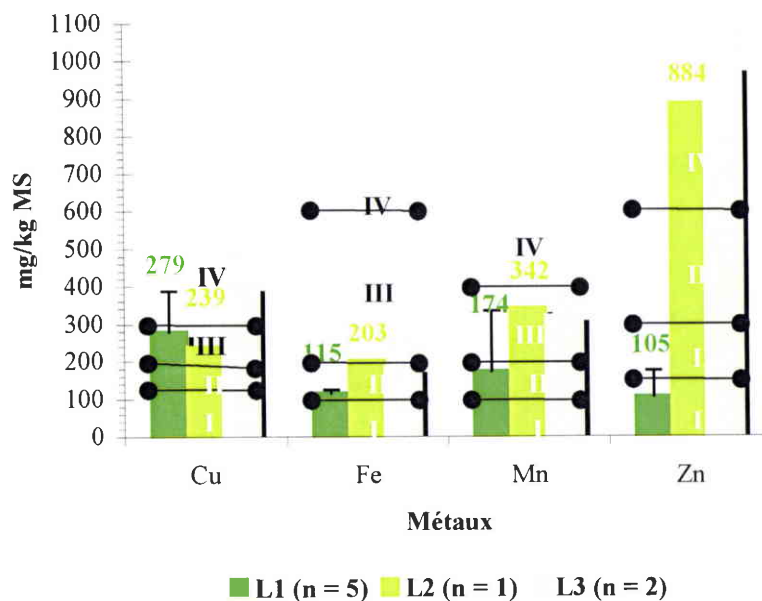 1100
1000
900
800
700
600
500
400
300
200
100
0
mg/kg MS
279
IV
239
III
II
I
Cu
IV
III
115
203
II
I
Fe
IV
342
174
III
II
I
Mn
884
IV
105
I
Zn
Métaux
L1 (n = 5) L2 (n = 1) L3 (n = 2)